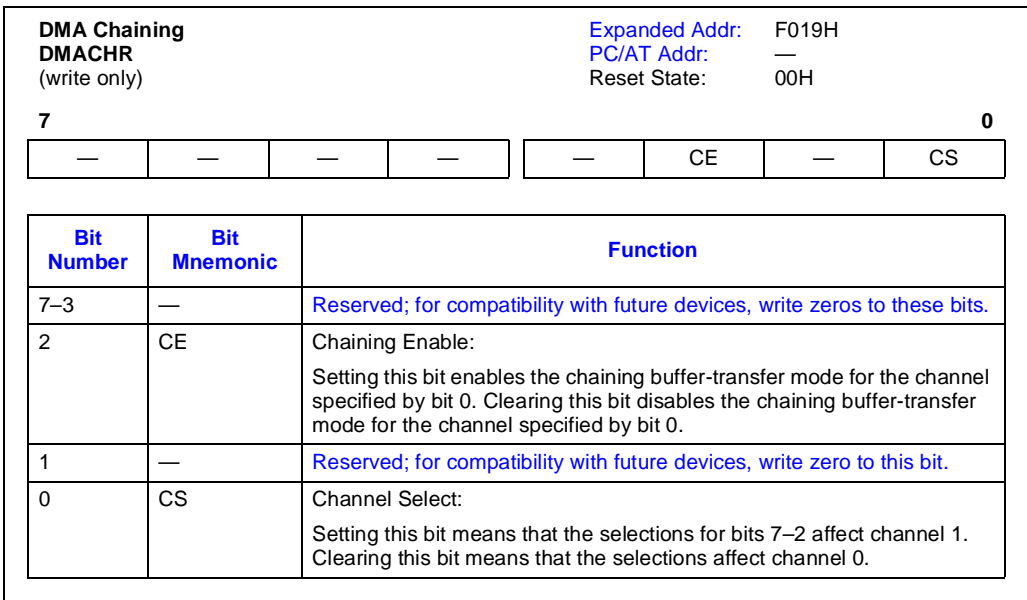 DMA Chaining Expanded Addr: F019H
DMACHR PC/AT Addr: —
(write only) Reset State: 00H
7 0
— — — — — CE — CS
Bit Number Bit Mnemonic Function
7–3 — Reserved; for compatibility with future devices, write zeros to these bits.
2 CE Chaining Enable:
Setting this bit enables the chaining buffer-transfer mode for the channel
specified by bit 0. Clearing this bit disables the chaining buffer-transfer
mode for the channel specified by bit 0.
1 — Reserved; for compatibility with future devices, write zero to this bit.
0 CS Channel Select:
Setting this bit means that the selections for bits 7–2 affect channel 1.
Clearing this bit means that the selections affect channel 0.